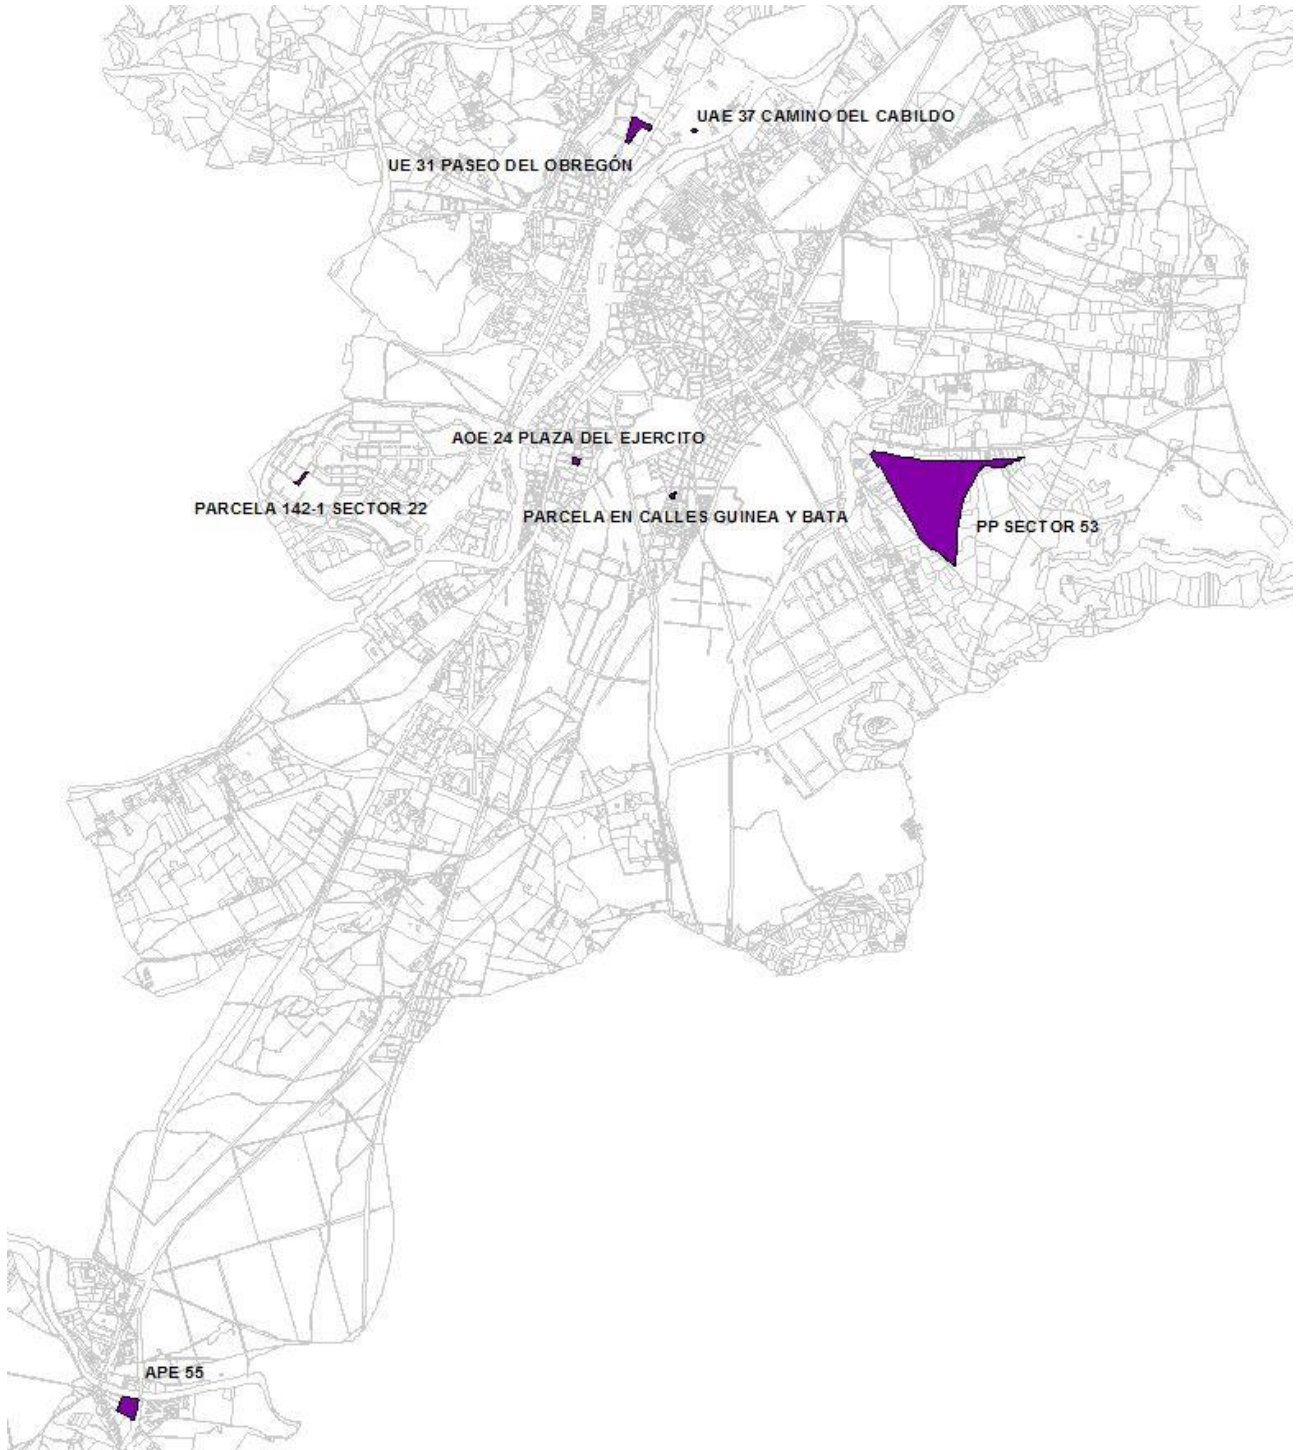 UAE 37 CAMINO DEL CABILDO
UE 31 PASEO DEL OBREGÓN
AOE 24 PLAZA DEL EJERCITO
PARCELA 142-1 SECTOR 22
PARCELA EN CALLES GUINEA Y BATA
PP SECTOR 53
APE 55